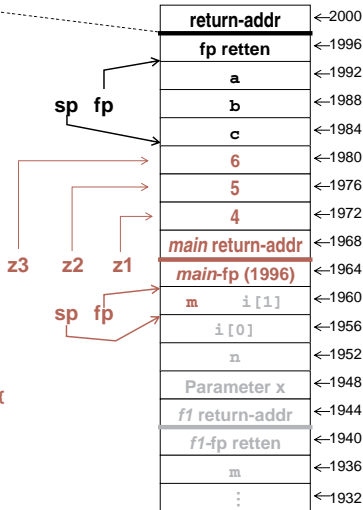 return-addr
2000
fp retten
1996
a
1992
b
1988
sp fp
c
1984
6
1980
5
1976
4
1972
z3 z2 z1
main return-addr
1968
main-fp (1996)
1964
m i[1]
1960
sp fp
i[0]
1956
n
1952
Parameter x
1948
f1 return-addr
1944
f1-fp retten
1940
m
1936
⋮
1932